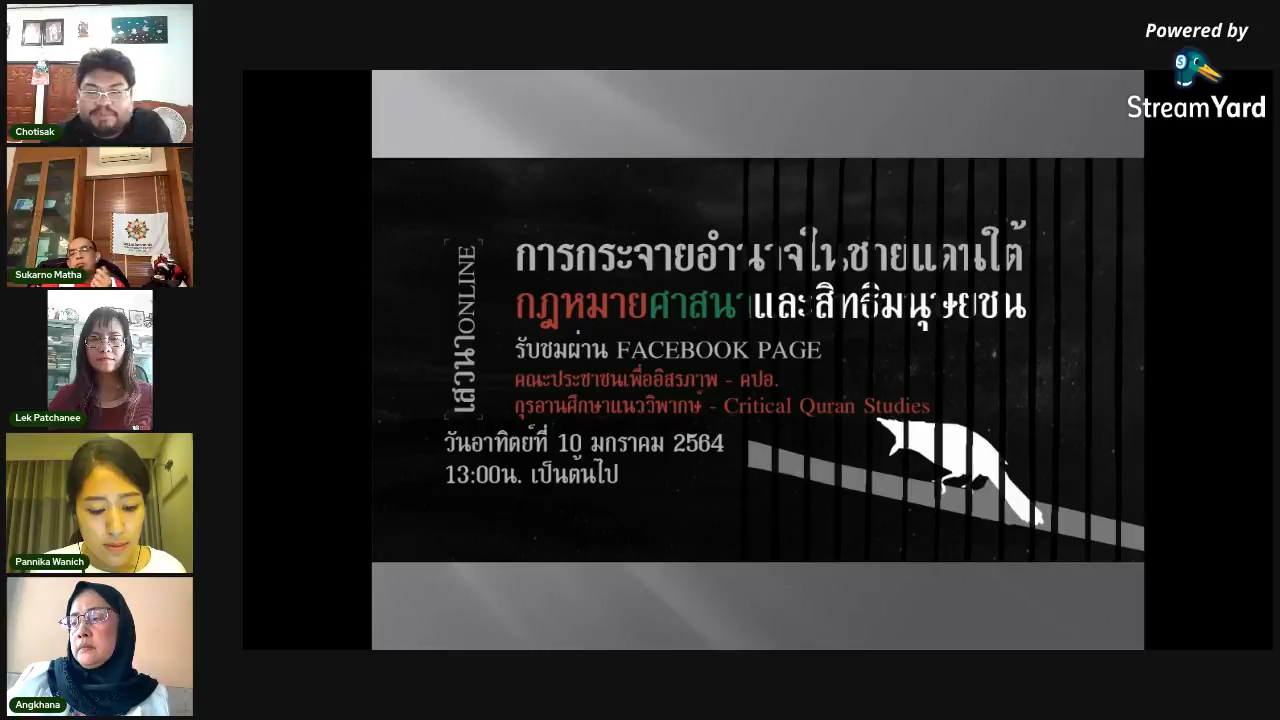 Powered by
StreamYard
Chotisak
Sukarno Matha
Lek Patchanee
Pannika Wanich
Angkhana
เสวนาONLINE
การกระจายอำนาจในชายแดนใต้
กฎหมายศาสนาและสิทธิมนุษยชน
รับชมผ่าน FACEBOOK PAGE
คณะประชาชนเพื่ออิสรภาพ - คปอ.
กุรอานศึกษาแนววิพากษ์ - Critical Quran Studies
วันอาทิตย์ที่ 10 มกราคม 2564
13:00น. เป็นต้นไป